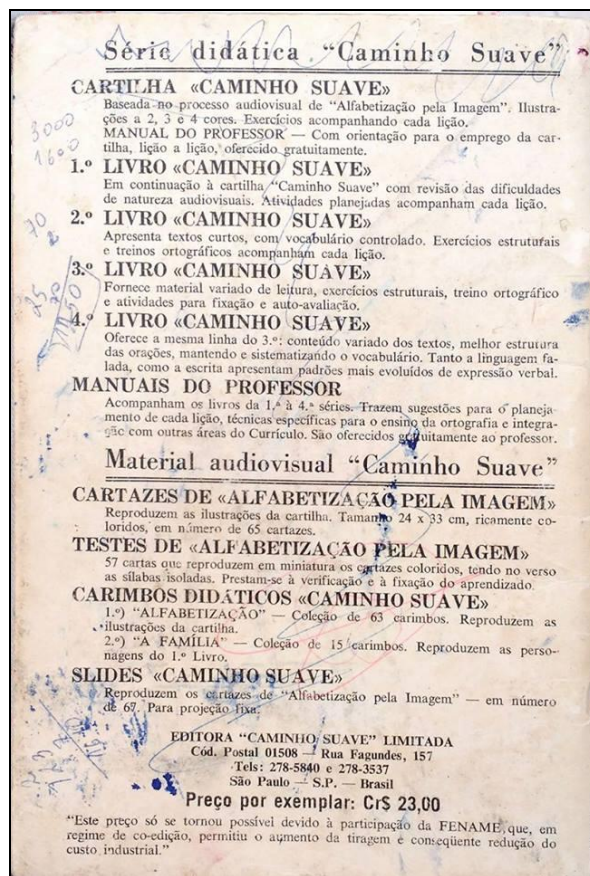 Série didática “Caminho Suave”
CARTILHA «CAMINHO SUAVE»
Baseada no processo audiovisual de “Alfabetização pela Imagem”. Ilustra-
ções a 2, 3 e 4 cores. Exercícios acompanhando cada lição.
MANUAL DO PROFESSOR — Com orientação para o emprego da car-
tilha, lição a lição, oferecido gratuitamente.
3000
1600
1.º LIVRO «CAMINHO SUAVE»
Em continuação à cartilha “Caminho Suave” com revisão das dificuldades
de natureza audiovisuais. Atividades planejadas acompanham cada lição.
70
2
2.º LIVRO «CAMINHO SUAVE»
Apresenta textos curtos, com vocabulário controlado. Exercícios estruturais
e treinos ortográficos acompanham cada lição.
3.º LIVRO «CAMINHO SUAVE»
Fornece material variado de leitura, exercícios estruturais, treino ortográfico
e atividades para fixação e auto-avaliação.
4.º LIVRO «CAMINHO SUAVE»
Oferece a mesma linha do 3.º: conteúdo variado dos textos, melhor estrutura
das orações, mantendo e sistematizando o vocabulário. Tanto a linguagem fa-
lada, como a escrita apresentam padrões mais evoluídos de expressão verbal.
MANUAIS DO PROFESSOR
Acompanham os livros da 1.ª à 4.ª séries. Trazem sugestões para o planeja-
mento de cada lição, técnicas específicas para o ensino da ortografia e integra-
ção com outras áreas do Currículo. São oferecidos gratuitamente ao professor.
Material audiovisual “Caminho Suave”
CARTAZES DE «ALFABETIZAÇÃO PELA IMAGEM»
Reproduzem as ilustrações da cartilha. Tamanho 24 x 33 cm, ricamente co-
loridos, em número de 65 cartazes.
TESTES DE «ALFABETIZAÇÃO PELA IMAGEM»
57 cartas que reproduzem em miniatura os cartazes coloridos, tendo no verso
as sílabas isoladas. Prestam-se à verificação e à fixação do aprendizado.
CARIMBOS DIDÁTICOS «CAMINHO SUAVE»
1.º) “ALFABETIZAÇÃO” — Coleção de 63 carimbos. Reproduzem as
ilustrações da cartilha.
2.º) “A FAMÍLIA” — Coleção de 15 carimbos. Reproduzem as perso-
nagens do 1.º Livro.
SLIDES «CAMINHO SUAVE»
Reproduzem os cartazes de “Alfabetização pela Imagem” — em número
de 67. Para projeção fixa.
EDITORA “CAMINHO SUAVE” LIMITADA
Cód. Postal 01508 — Rua Fagundes, 157
Tels: 278-5840 e 278-3537
São Paulo — S.P. — Brasil
Preço por exemplar: Cr$ 23,00
“Este preço só se tornou possível devido à participação da FENAME que, em
regime de co-edição, permitiu o aumento da tiragem e conseqüente redução do
custo industrial.”